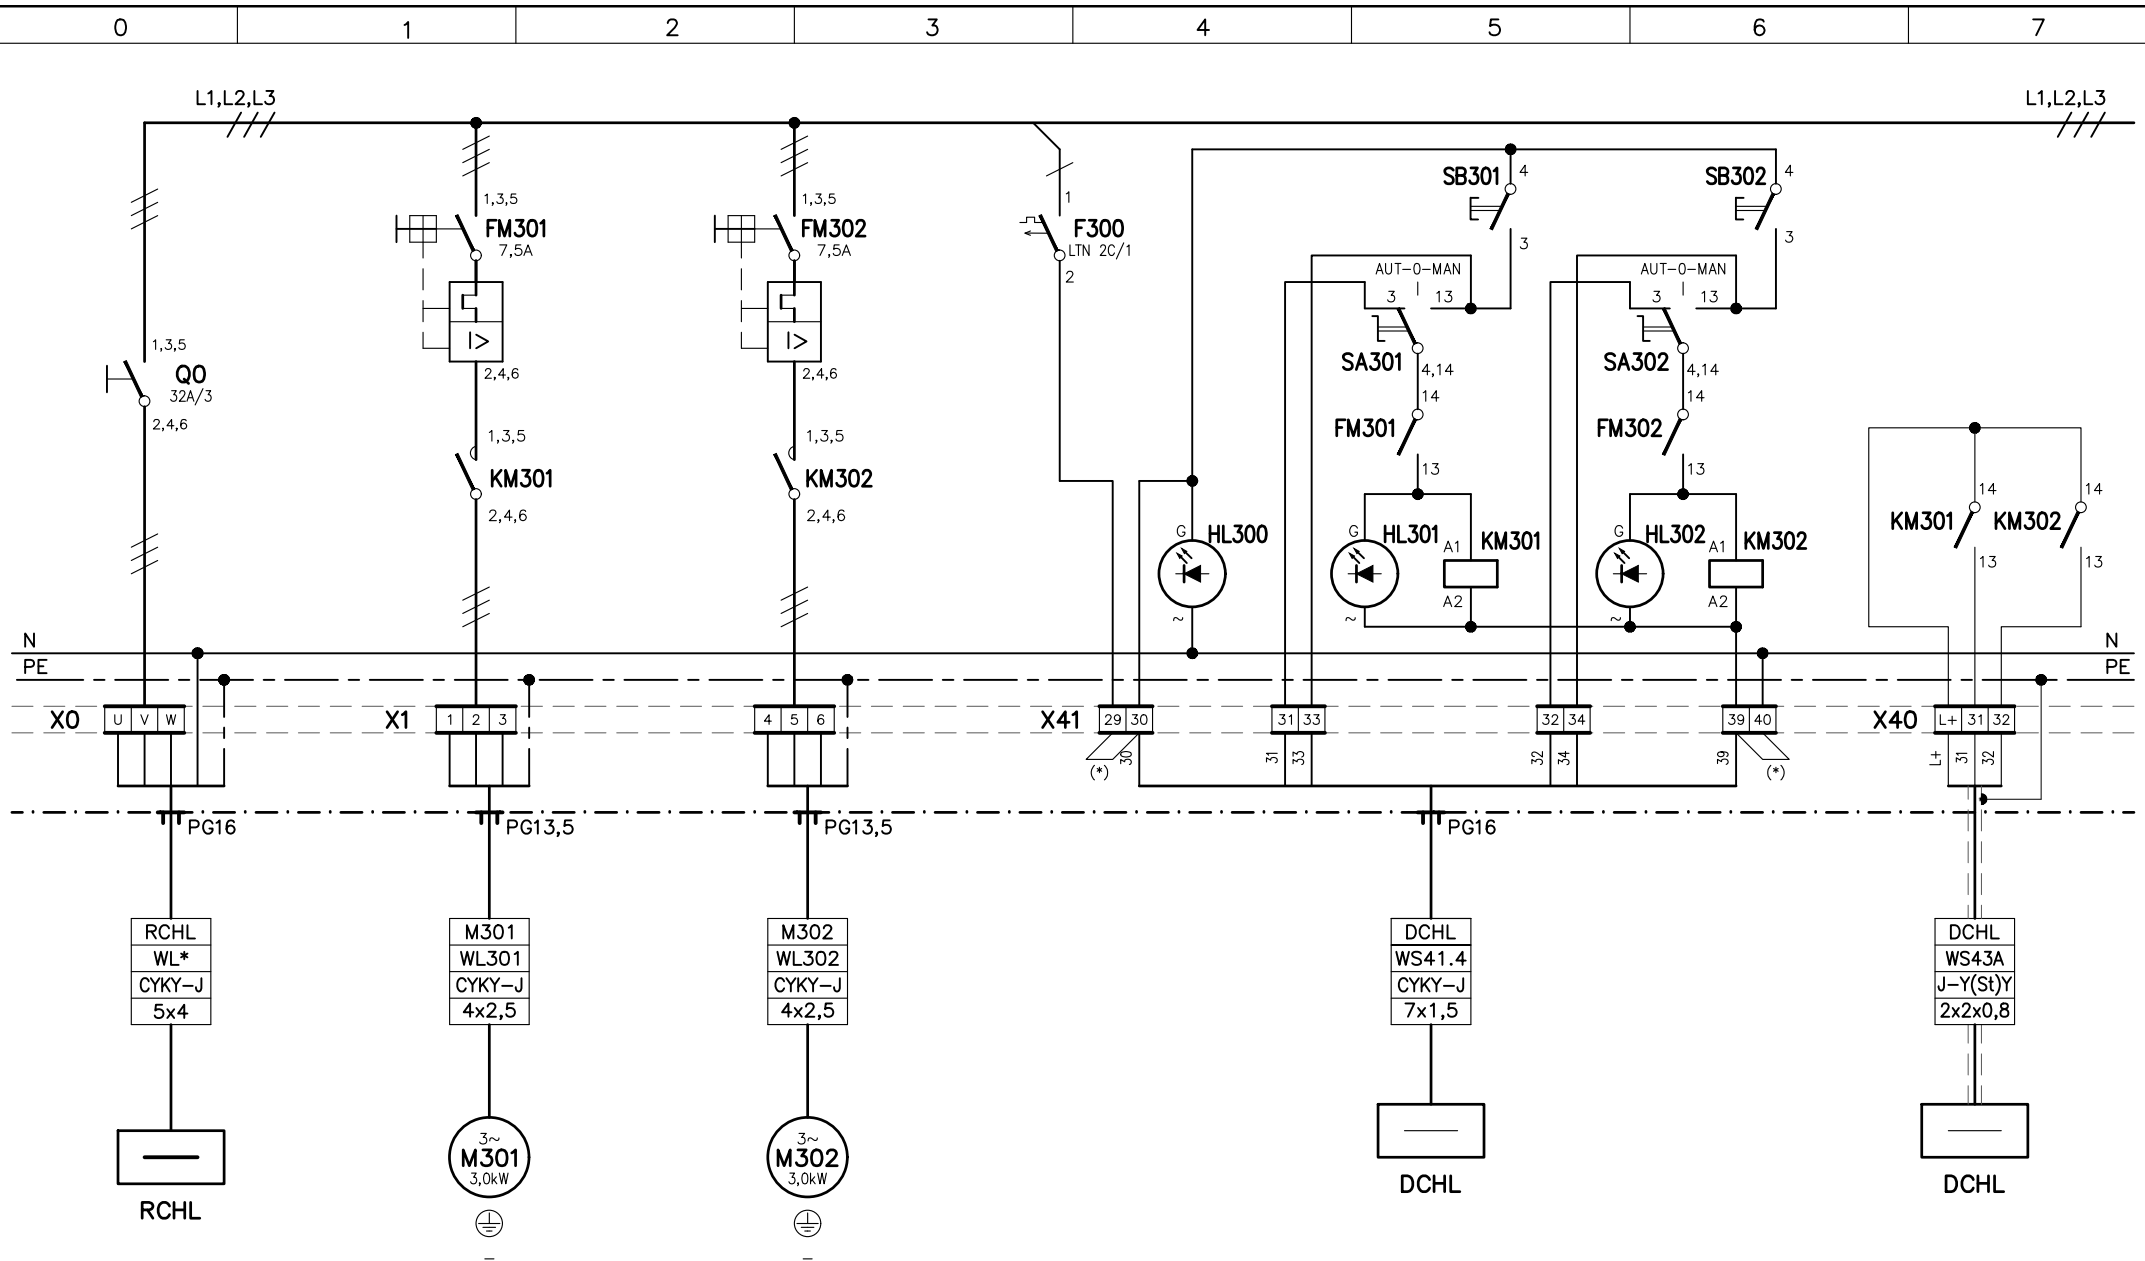 0 1 2 3 4 5 6 7
L1,L2,L3 L1,L2,L3
SB301 4 SB302 4
1,3,5 1,3,5 1
FM301 FM302 F300
7,5A 7,5A LTN 2C/1
3 3
2
AUT-0-MAN AUT-0-MAN
3 13 3 13
I> I>
1,3,5
Q0
32A/3
2,4,6
2,4,6 2,4,6
SA301 SA302
4,14 4,14
14 14
FM301 FM302
13 13
1,3,5 1,3,5
KM301 KM302
2,4,6 2,4,6
14 14
KM301 KM302
13 13
G HL300 G HL301 A1 KM301 G HL302 A1 KM302
~ ~ A2 ~ A2
N N
PE PE
X0 U V W X1 1 2 3 4 5 6 X41 29 30 31 33 32 34 39 40 X40 L+ 31 32
(*) 30 31 33 32 34 39 (*) L+ 31 32
PG16 PG13,5 PG13,5 PG16
RCHL M301 M302 DCHL DCHL
WL* WL301 WL302 WS41.4 WS43A
CYKY-J CYKY-J CYKY-J CYKY-J J-Y(St)Y
5x4 4x2,5 4x2,5 7x1,5 2x2x0,8
3~ 3~
M301 M302
3,0kW 3,0kW
RCHL DCHL DCHL